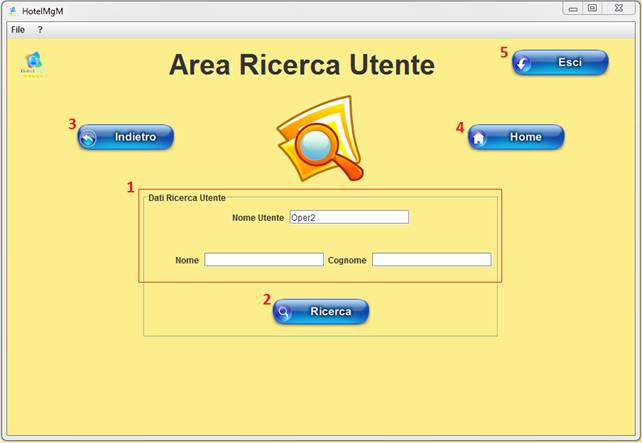 HotelMgM
File ?
Area Ricerca Utente
5 Esci
3 Indietro
4 Home
1
Dati Ricerca Utente
Nome Utente Oper2
Nome Cognome
2 Ricerca